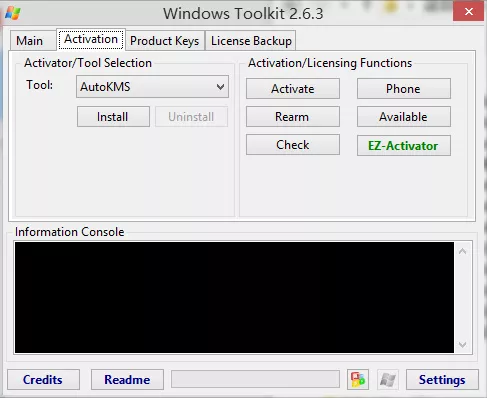 Windows Toolkit 2.6.3
Main Activation Product Keys License Backup
Activator/Tool Selection
Tool: AutoKMS
Install Uninstall
Activation/Licensing Functions
Activate Phone
Rearm Available
Check EZ-Activator
Information Console
Credits Readme Settings